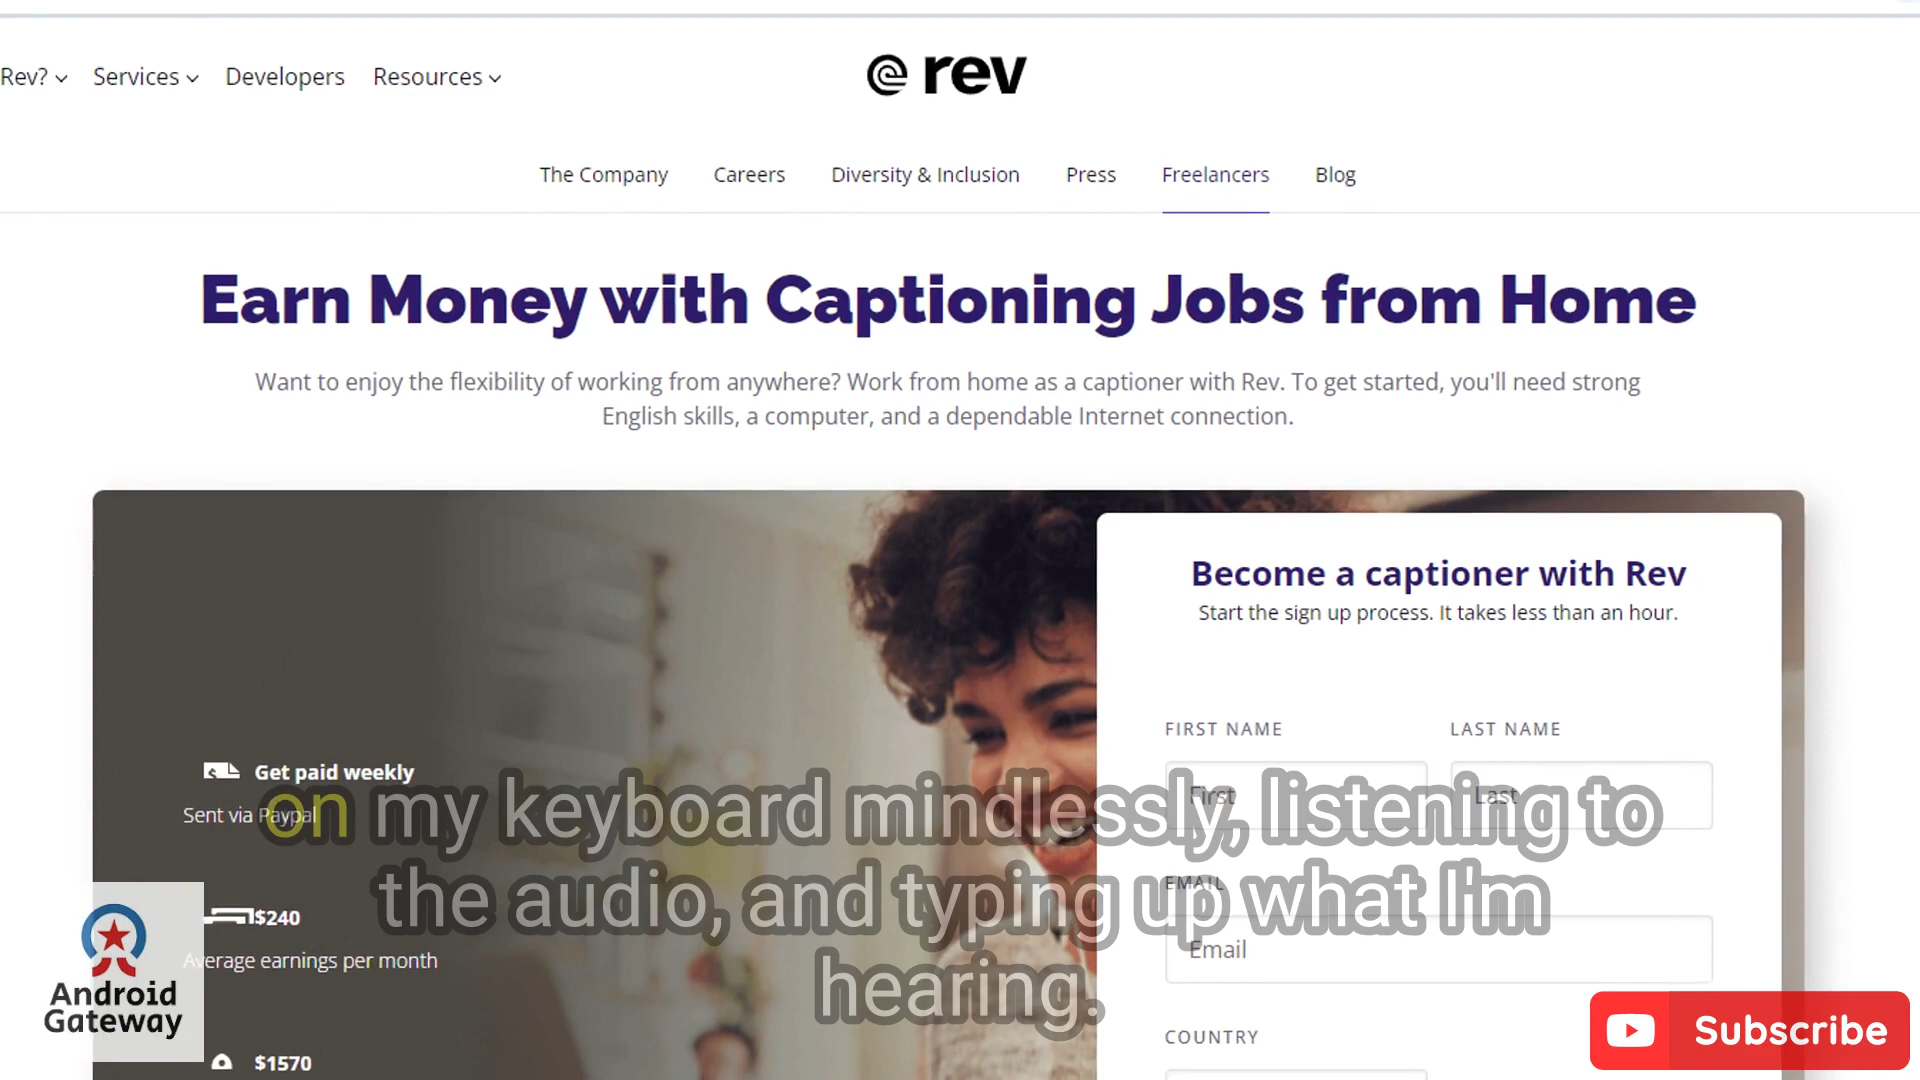 Rev? Services Developers Resources
rev
The Company Careers Diversity & Inclusion Press Freelancers Blog
Earn Money with Captioning Jobs from Home
Want to enjoy the flexibility of working from anywhere? Work from home as a captioner with Rev. To get started, you'll need strong
English skills, a computer, and a dependable Internet connection.
Become a captioner with Rev
Start the sign up process. It takes less than an hour.
FIRST NAME LAST NAME
First Last
EMAIL
Email
COUNTRY
Get paid weekly
Sent via Paypal
$240
Average earnings per month
$1570
on my keyboard mindlessly, listening to
the audio, and typing up what I'm
hearing.
Android
Gateway
Subscribe